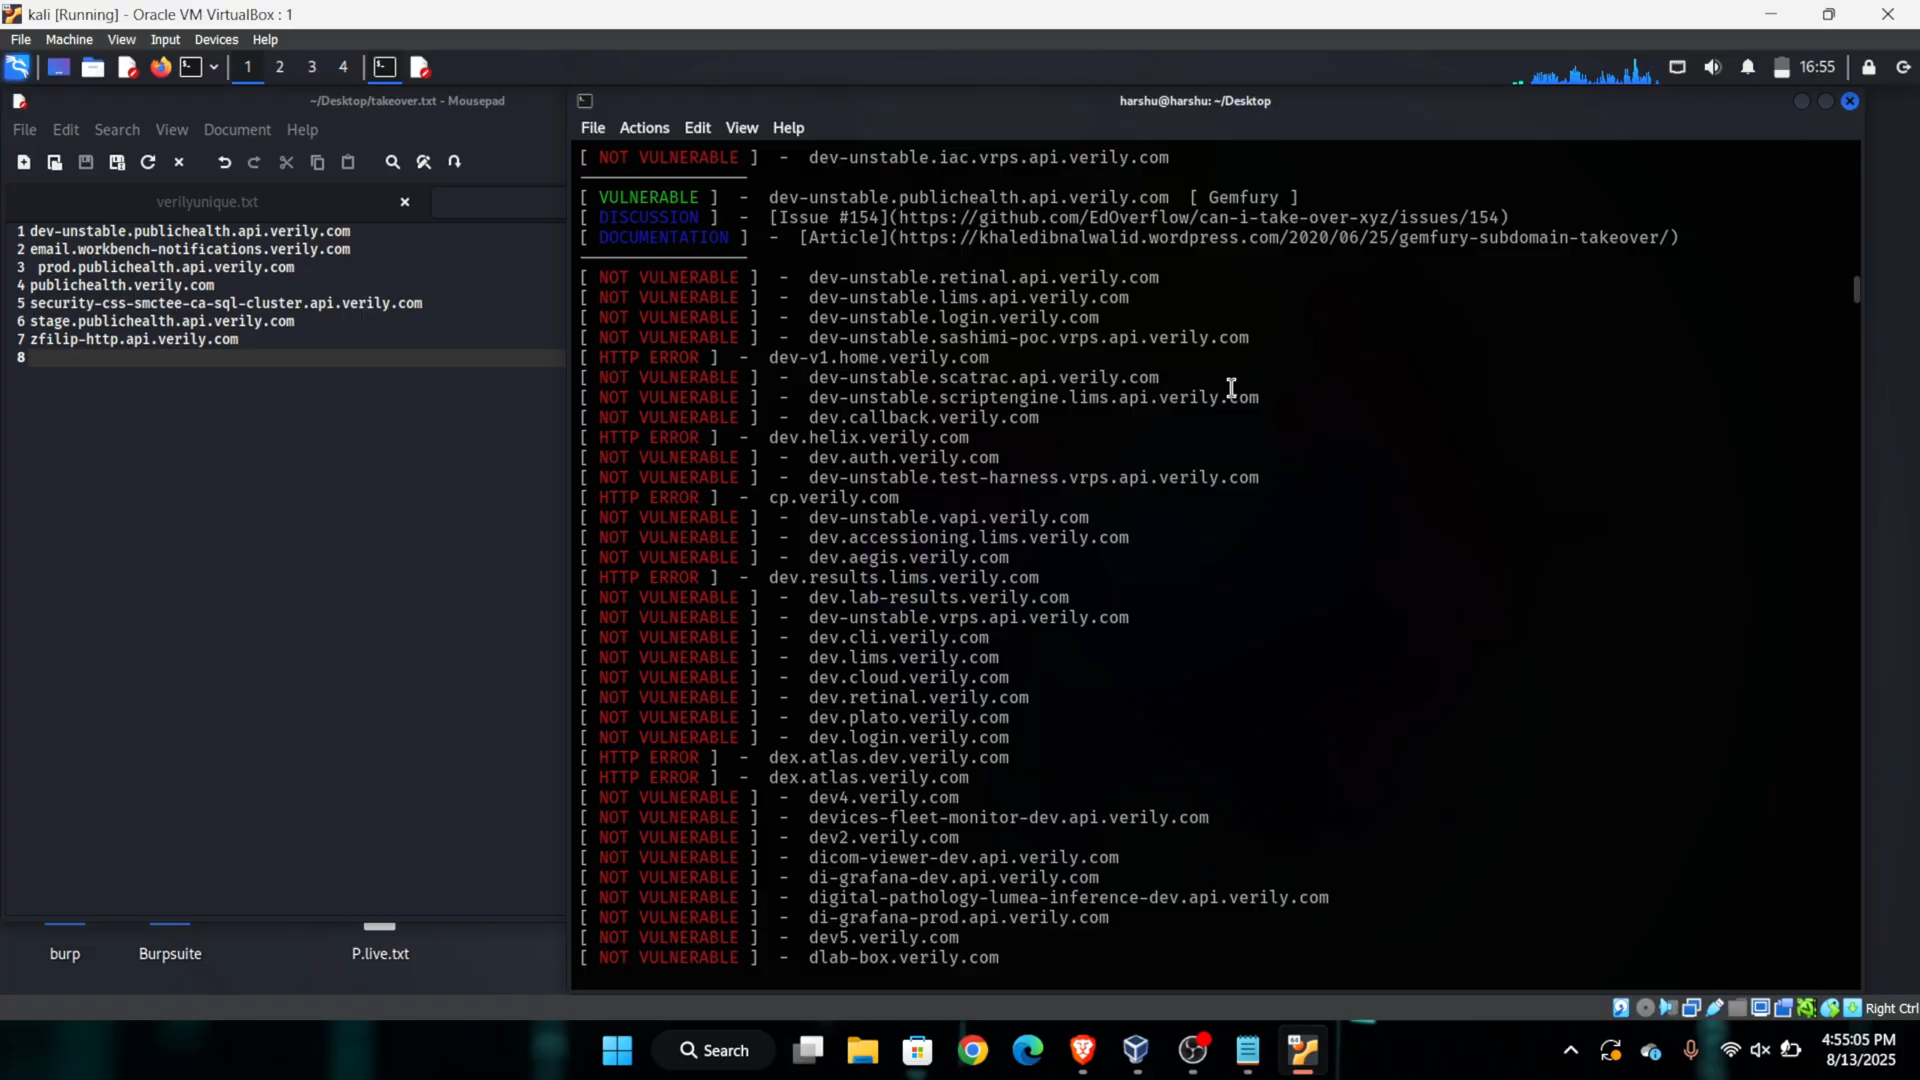 kali [Running] - Oracle VM VirtualBox : 1
File Machine View Input Devices Help
1 2 3 4
16:55
~/Desktop/takeover.txt - Mousepad
File Edit Search View Document Help
verilyunique.txt
1 dev-unstable.publichealth.api.verily.com
2 email.workbench-notifications.verily.com
3 prod.publichealth.api.verily.com
4 publichealth.verily.com
5 security-css-smctee-ca-sql-cluster.api.verily.com
6 stage.publichealth.api.verily.com
7 zfilip-http.api.verily.com
8
burp
Burpsuite
P.live.txt
harshu@harshu: ~/Desktop
File Actions Edit View Help
[ NOT VULNERABLE ] - dev-unstable.iac.vrps.api.verily.com
[ VULNERABLE ] - dev-unstable.publichealth.api.verily.com [ Gemfury ]
[ DISCUSSION ] - [Issue #154](https://github.com/EdOverflow/can-i-take-over-xyz/issues/154)
[ DOCUMENTATION ] - [Article](https://khaledibnalwalid.wordpress.com/2020/06/25/gemfury-subdomain-takeover/)
[ NOT VULNERABLE ] - dev-unstable.retinal.api.verily.com
[ NOT VULNERABLE ] - dev-unstable.lims.api.verily.com
[ NOT VULNERABLE ] - dev-unstable.login.verily.com
[ NOT VULNERABLE ] - dev-unstable.sashimi-poc.vrps.api.verily.com
[ HTTP ERROR ] - dev-v1.home.verily.com
[ NOT VULNERABLE ] - dev-unstable.scatrac.api.verily.com
[ NOT VULNERABLE ] - dev-unstable.scriptengine.lims.api.verily.com
[ NOT VULNERABLE ] - dev.callback.verily.com
[ HTTP ERROR ] - dev.helix.verily.com
[ NOT VULNERABLE ] - dev.auth.verily.com
[ NOT VULNERABLE ] - dev-unstable.test-harness.vrps.api.verily.com
[ HTTP ERROR ] - cp.verily.com
[ NOT VULNERABLE ] - dev-unstable.vapi.verily.com
[ NOT VULNERABLE ] - dev.accessioning.lims.verily.com
[ NOT VULNERABLE ] - dev.aegis.verily.com
[ HTTP ERROR ] - dev.results.lims.verily.com
[ NOT VULNERABLE ] - dev.lab-results.verily.com
[ NOT VULNERABLE ] - dev-unstable.vrps.api.verily.com
[ NOT VULNERABLE ] - dev.cli.verily.com
[ NOT VULNERABLE ] - dev.lims.verily.com
[ NOT VULNERABLE ] - dev.cloud.verily.com
[ NOT VULNERABLE ] - dev.retinal.verily.com
[ NOT VULNERABLE ] - dev.plato.verily.com
[ NOT VULNERABLE ] - dev.login.verily.com
[ HTTP ERROR ] - dex.atlas.dev.verily.com
[ HTTP ERROR ] - dex.atlas.verily.com
[ NOT VULNERABLE ] - dev4.verily.com
[ NOT VULNERABLE ] - devices-fleet-monitor-dev.api.verily.com
[ NOT VULNERABLE ] - dev2.verily.com
[ NOT VULNERABLE ] - dicom-viewer-dev.api.verily.com
[ NOT VULNERABLE ] - di-grafana-dev.api.verily.com
[ NOT VULNERABLE ] - digital-pathology-lumea-inference-dev.api.verily.com
[ NOT VULNERABLE ] - di-grafana-prod.api.verily.com
[ NOT VULNERABLE ] - dev5.verily.com
[ NOT VULNERABLE ] - dlab-box.verily.com
Right Ctrl
Search
4:55:05 PM
8/13/2025